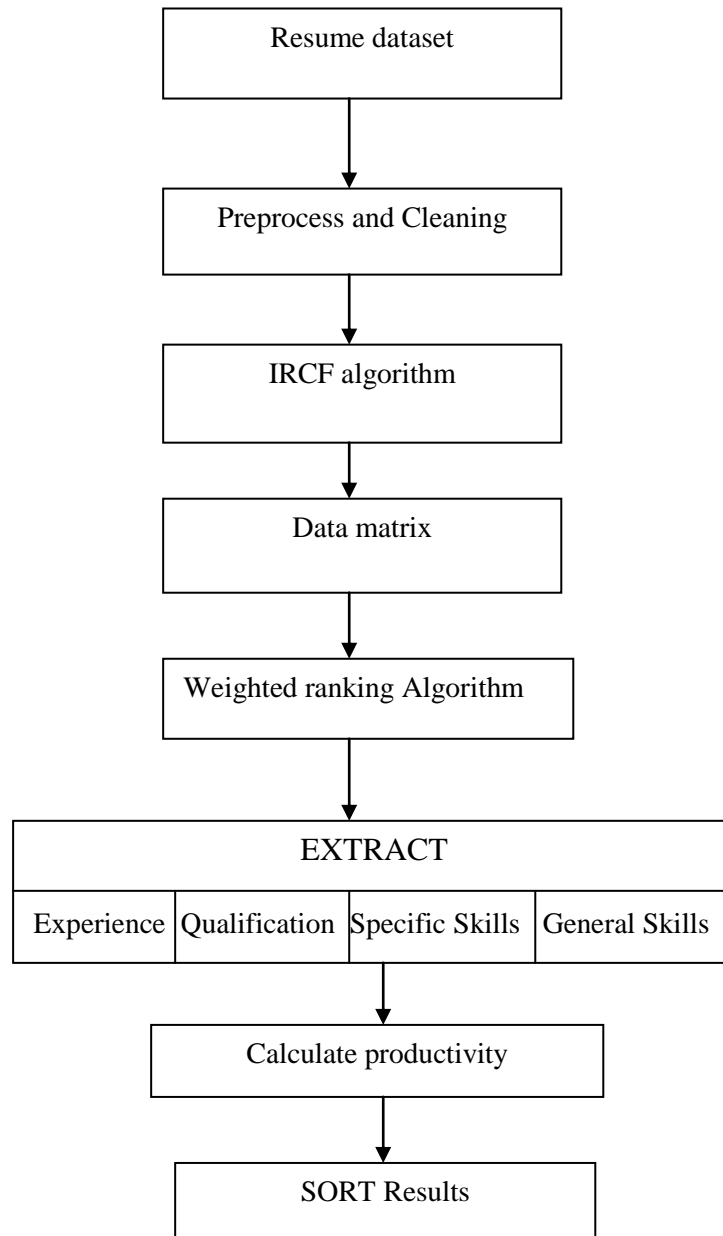 Resume dataset
Preprocess and Cleaning
IRCF algorithm
Data matrix
Weighted ranking Algorithm
EXTRACT
Experience Qualification Specific Skills General Skills
Calculate productivity
SORT Results